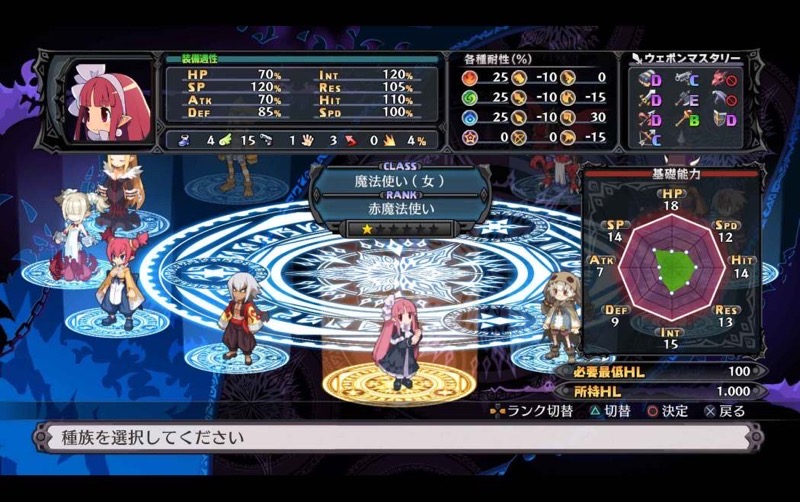 装備適性
HP 70% INT 120%
SP 120% RES 105%
ATK 70% HIT 110%
DEF 85% SPD 100%
4 15 1 3 0 4%
各種耐性(%)
25 -10 0
25 -10 -15
25 -10 30
0 0 -15
ウェポンマスタリー
D C
D E
D B D
C
CLASS
魔法使い(女)
RANK
赤魔法使い
基礎能力
HP
18
SP
14
SPD
12
ATK
7
HIT
14
DEF
9
RES
13
INT
15
必要最低HL 100
所持HL 1,000
ランク切替 切替 決定 戻る
種族を選択してください